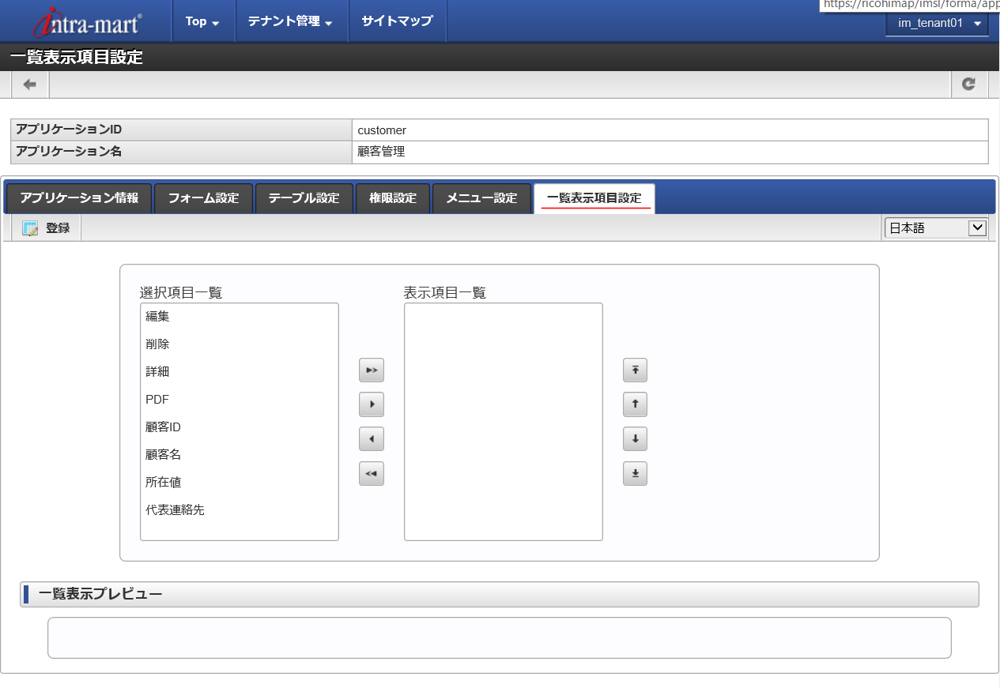 https://ricohimap/imsl/forma/app
intra-mart
Top
テナント管理
サイトマップ
im_tenant01
一覧表示項目設定
アプリケーションID
customer
アプリケーション名
顧客管理
アプリケーション情報
フォーム設定
テーブル設定
権限設定
メニュー設定
一覧表示項目設定
登録
日本語
選択項目一覧
表示項目一覧
編集
削除
詳細
PDF
顧客ID
顧客名
所在値
代表連絡先
一覧表示プレビュー